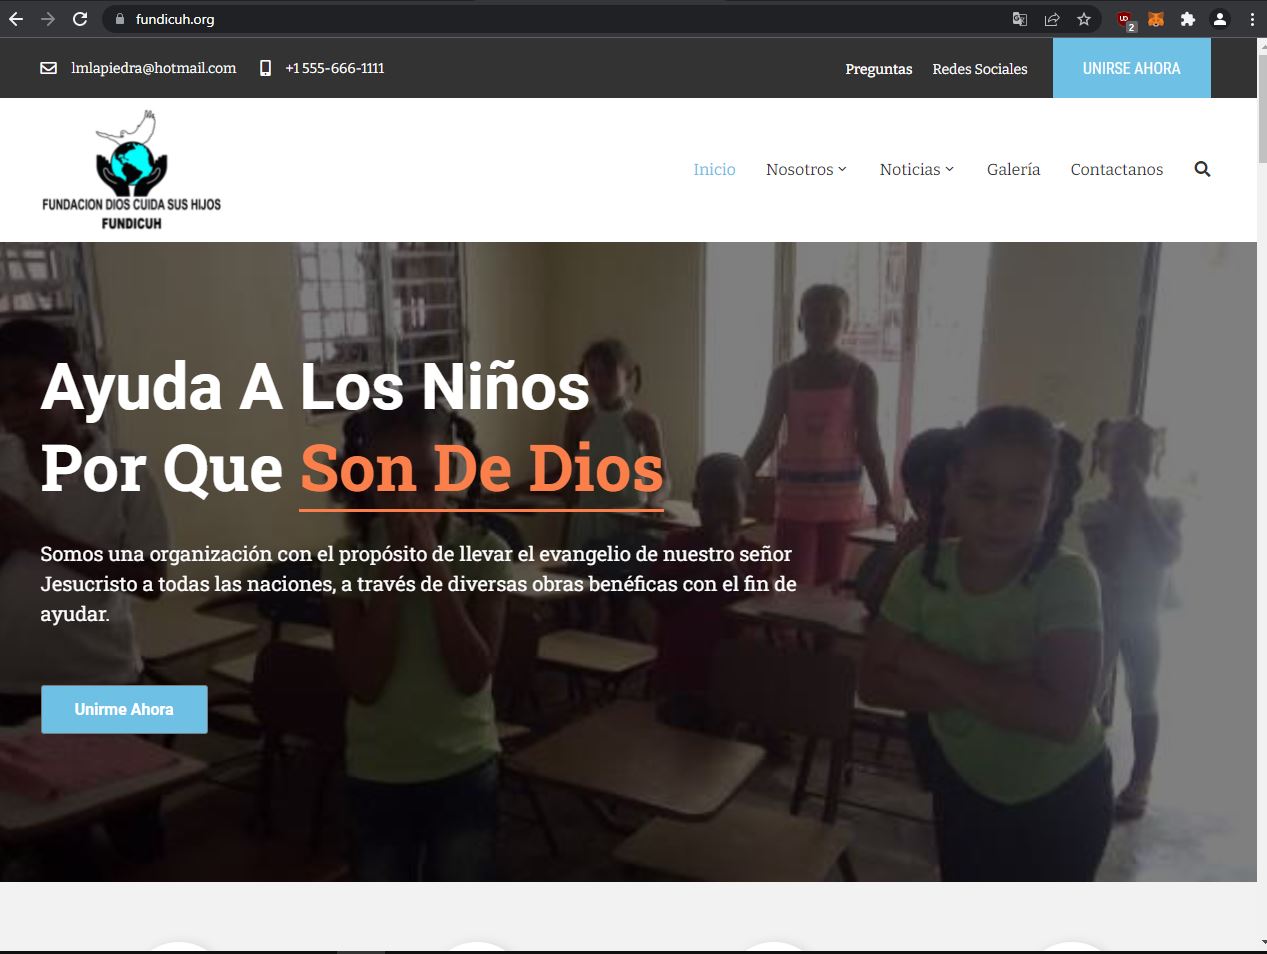 fundicuh.org
lmlapiedra@hotmail.com +1 555-666-1111 Preguntas Redes Sociales UNIRSE AHORA
FUNDACION DIOS CUIDA SUS HIJOS
FUNDICUH
Inicio Nosotros Noticias Galería Contactanos
Ayuda A Los Niños
Por Que Son De Dios
Somos una organización con el propósito de llevar el evangelio de nuestro señor
Jesucristo a todas las naciones, a través de diversas obras benéficas con el fin de
ayudar.
Unirme Ahora